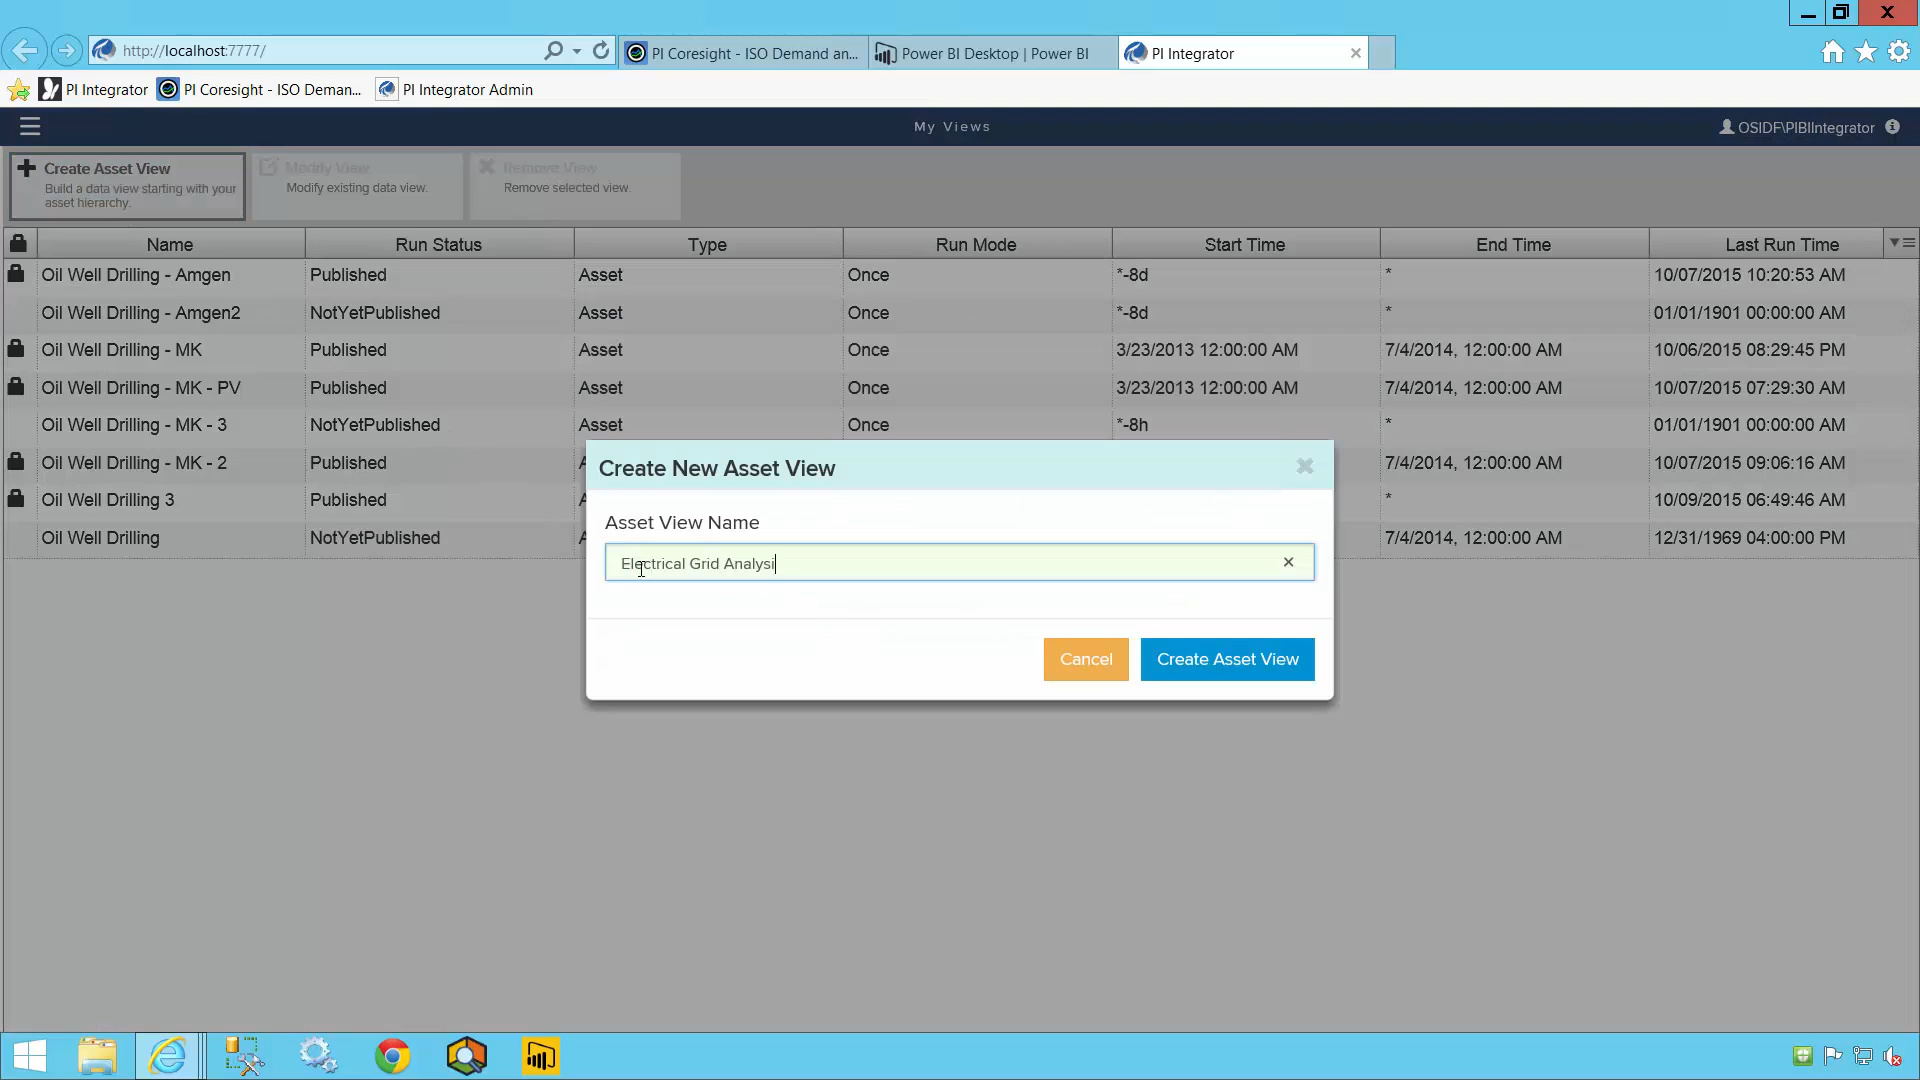 http://localhost:7777/
PI Coresight - ISO Demand an...
Power BI Desktop | Power BI
PI Integrator
PI Integrator
PI Coresight - ISO Deman...
PI Integrator Admin
My Views
OSIDF\PIBIIntegrator
Create Asset View
Build a data view starting with your
asset hierarchy.
Modify View
Modify existing data view.
Remove View
Remove selected view.
Name Run Status Type Run Mode Start Time End Time Last Run Time
Oil Well Drilling - Amgen Published Asset Once *-8d * 10/07/2015 10:20:53 AM
Oil Well Drilling - Amgen2 NotYetPublished Asset Once *-8d * 01/01/1901 00:00:00 AM
Oil Well Drilling - MK Published Asset Once 3/23/2013 12:00:00 AM 7/4/2014, 12:00:00 AM 10/06/2015 08:29:45 PM
Oil Well Drilling - MK - PV Published Asset Once 3/23/2013 12:00:00 AM 7/4/2014, 12:00:00 AM 10/07/2015 07:29:30 AM
Oil Well Drilling - MK - 3 NotYetPublished Asset Once *-8h * 01/01/1901 00:00:00 AM
Oil Well Drilling - MK - 2 Published 7/4/2014, 12:00:00 AM 10/07/2015 09:06:16 AM
Oil Well Drilling 3 Published * 10/09/2015 06:49:46 AM
Oil Well Drilling NotYetPublished 7/4/2014, 12:00:00 AM 12/31/1969 04:00:00 PM
Create New Asset View
Asset View Name
Electrical Grid Analysi
Cancel
Create Asset View